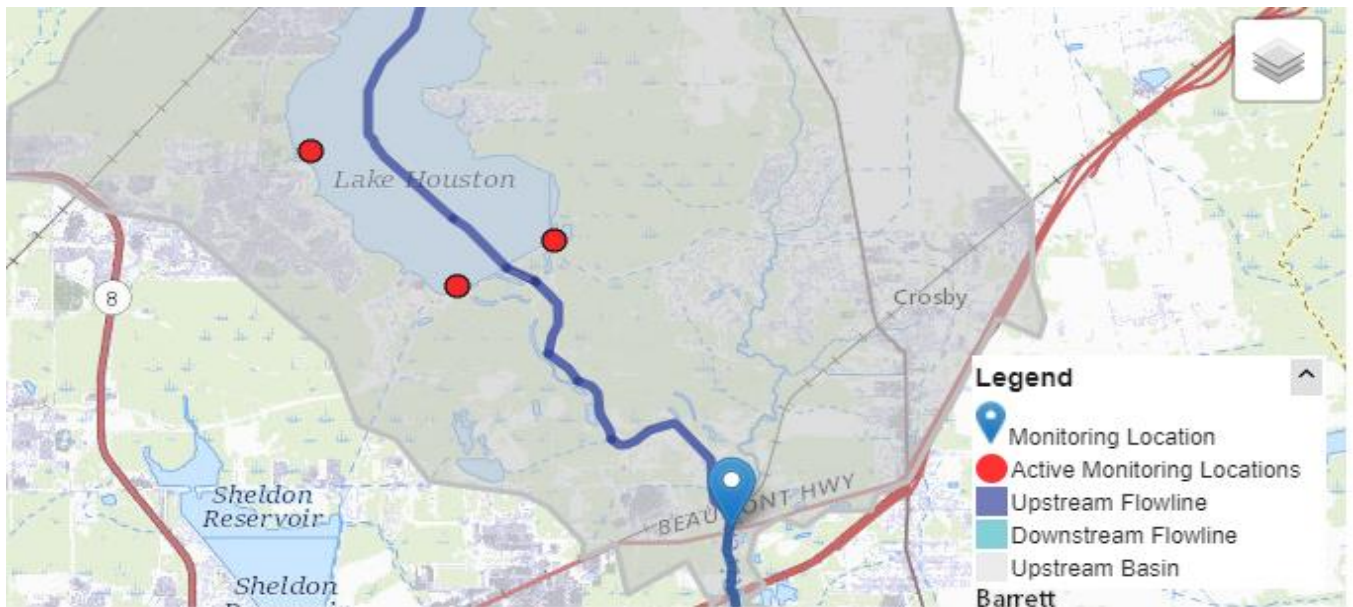 Lake Houston
8
Crosby
Sheldon
Reservoir
BEAUMONT HWY
Sheldon
Legend
Monitoring Location
Active Monitoring Locations
Upstream Flowline
Downstream Flowline
Upstream Basin
Barrett